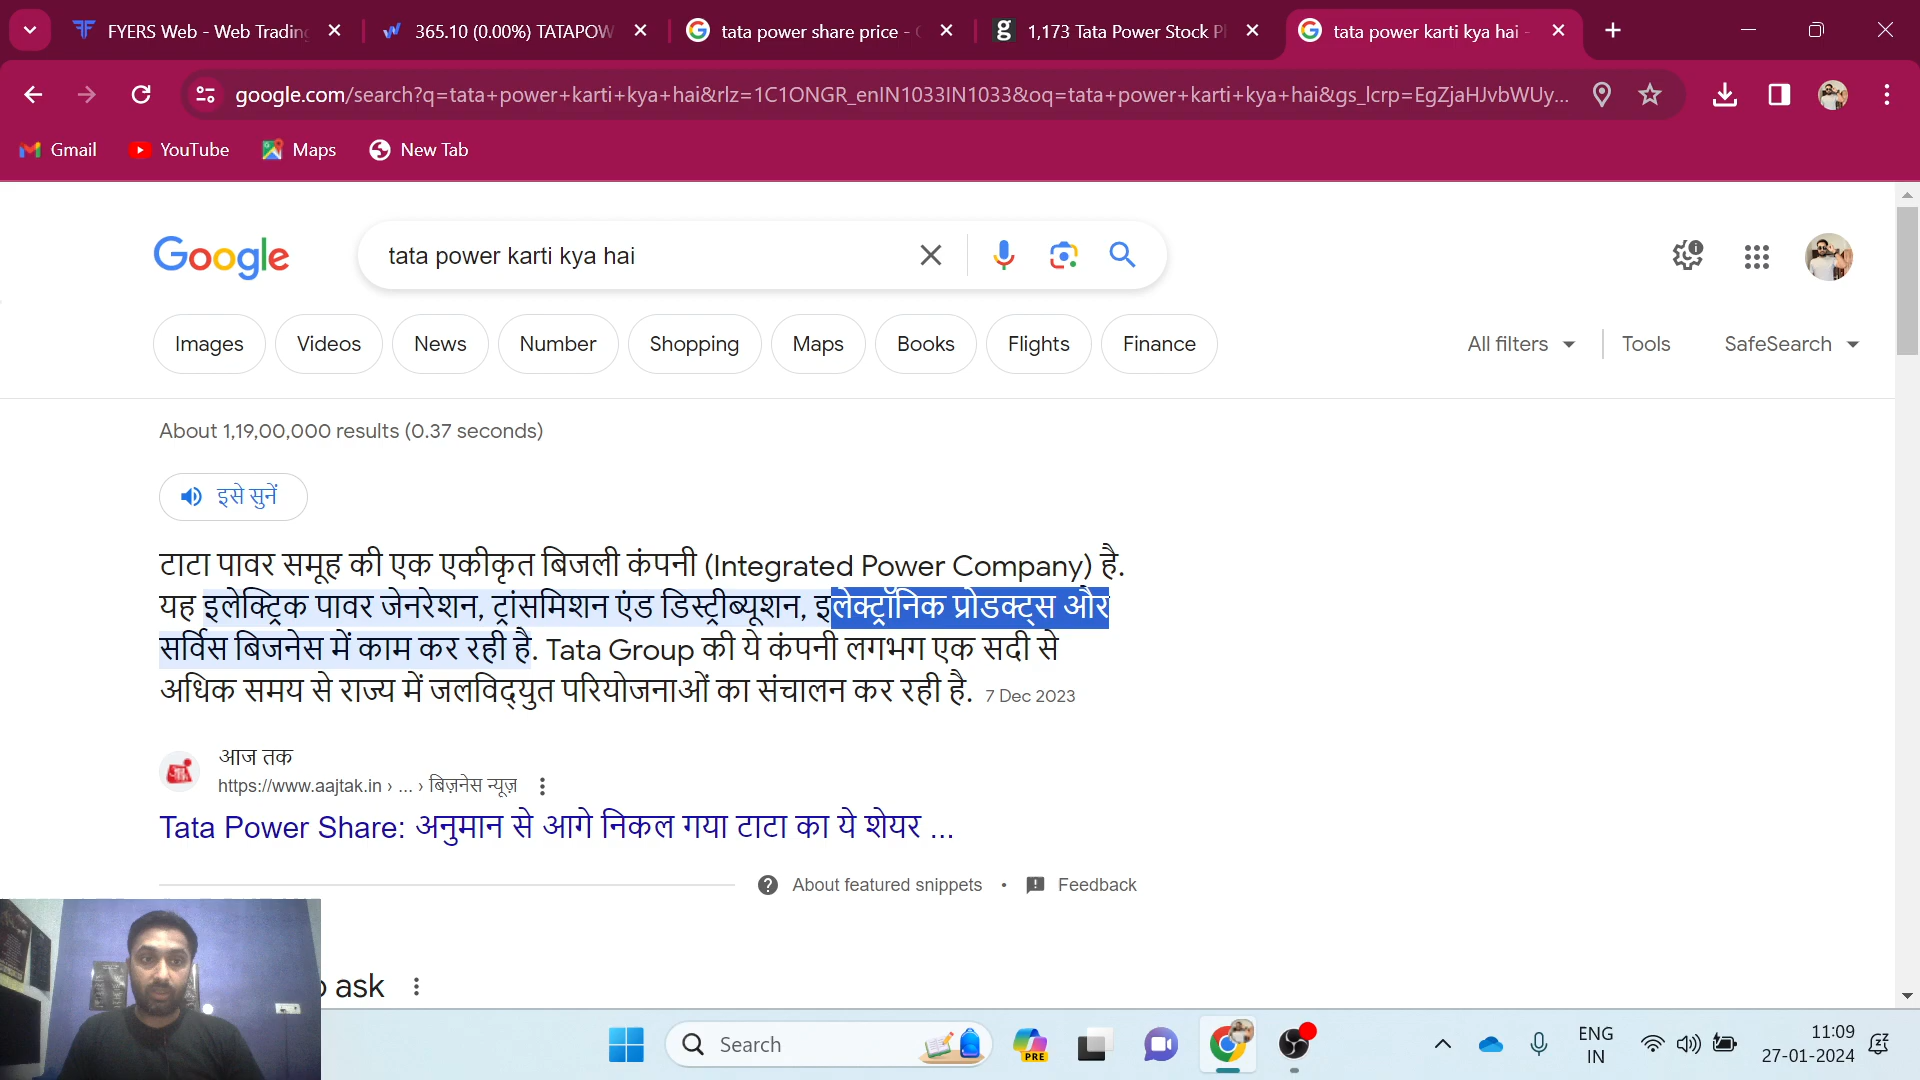 FYERS Web - Web Trading
365.10 (0.00%) TATAPOW
tata power share price -
1,173 Tata Power Stock Pl
tata power karti kya hai -
google.com/search?q=tata+power+karti+kya+hai&rlz=1C1ONGR_enIN1033IN1033&oq=tata+power+karti+kya+hai&gs_lcrp=EgZjaHJvbWUy...
Gmail
YouTube
Maps
New Tab
Google
tata power karti kya hai
Images
Videos
News
Number
Shopping
Maps
Books
Flights
Finance
All filters
Tools
SafeSearch
About 1,19,00,000 results (0.37 seconds)
इसे सुनें
टाटा पावर समूह की एक एकीकृत बिजली कंपनी (Integrated Power Company) है.
यह इलेक्ट्रिक पावर जेनरेशन, ट्रांसमिशन एंड डिस्ट्रीब्यूशन, इलेक्ट्रॉनिक प्रोडक्ट्स और
सर्विस बिजनेस में काम कर रही है. Tata Group की ये कंपनी लगभग एक सदी से
अधिक समय से राज्य में जलविद्युत परियोजनाओं का संचालन कर रही है. 7 Dec 2023
आज तक
https://www.aajtak.in › ... › बिज़नेस न्यूज़
Tata Power Share: अनुमान से आगे निकल गया टाटा का ये शेयर ...
About featured snippets • Feedback
ask
Search
PRE
ENG
IN
11:09
27-01-2024